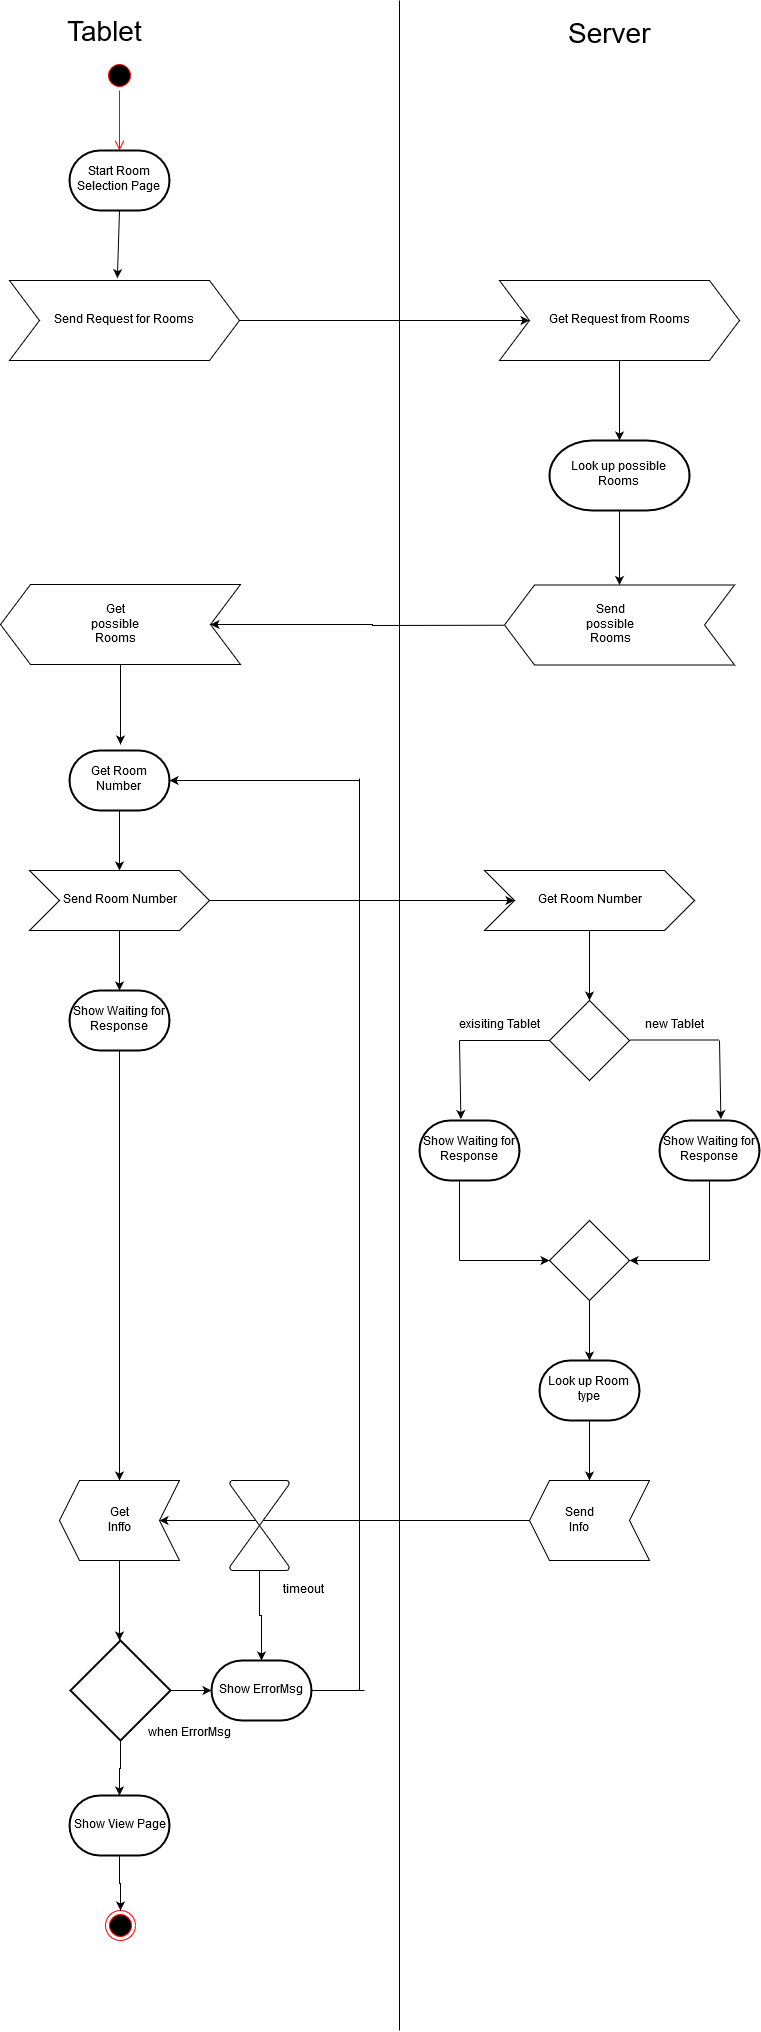 Tablet
Server
Start Room
Selection Page
Send Request for Rooms
Get Request from Rooms
Look up possible
Rooms
Get
possible
Rooms
Send
possible
Rooms
Get Room
Number
Send Room Number
Get Room Number
Show Waiting for
Response
exisiting Tablet
new Tablet
Show Waiting for
Response
Show Waiting for
Response
Look up Room
type
Get
Inffo
Send
Info
timeout
Show ErrorMsg
when ErrorMsg
Show View Page